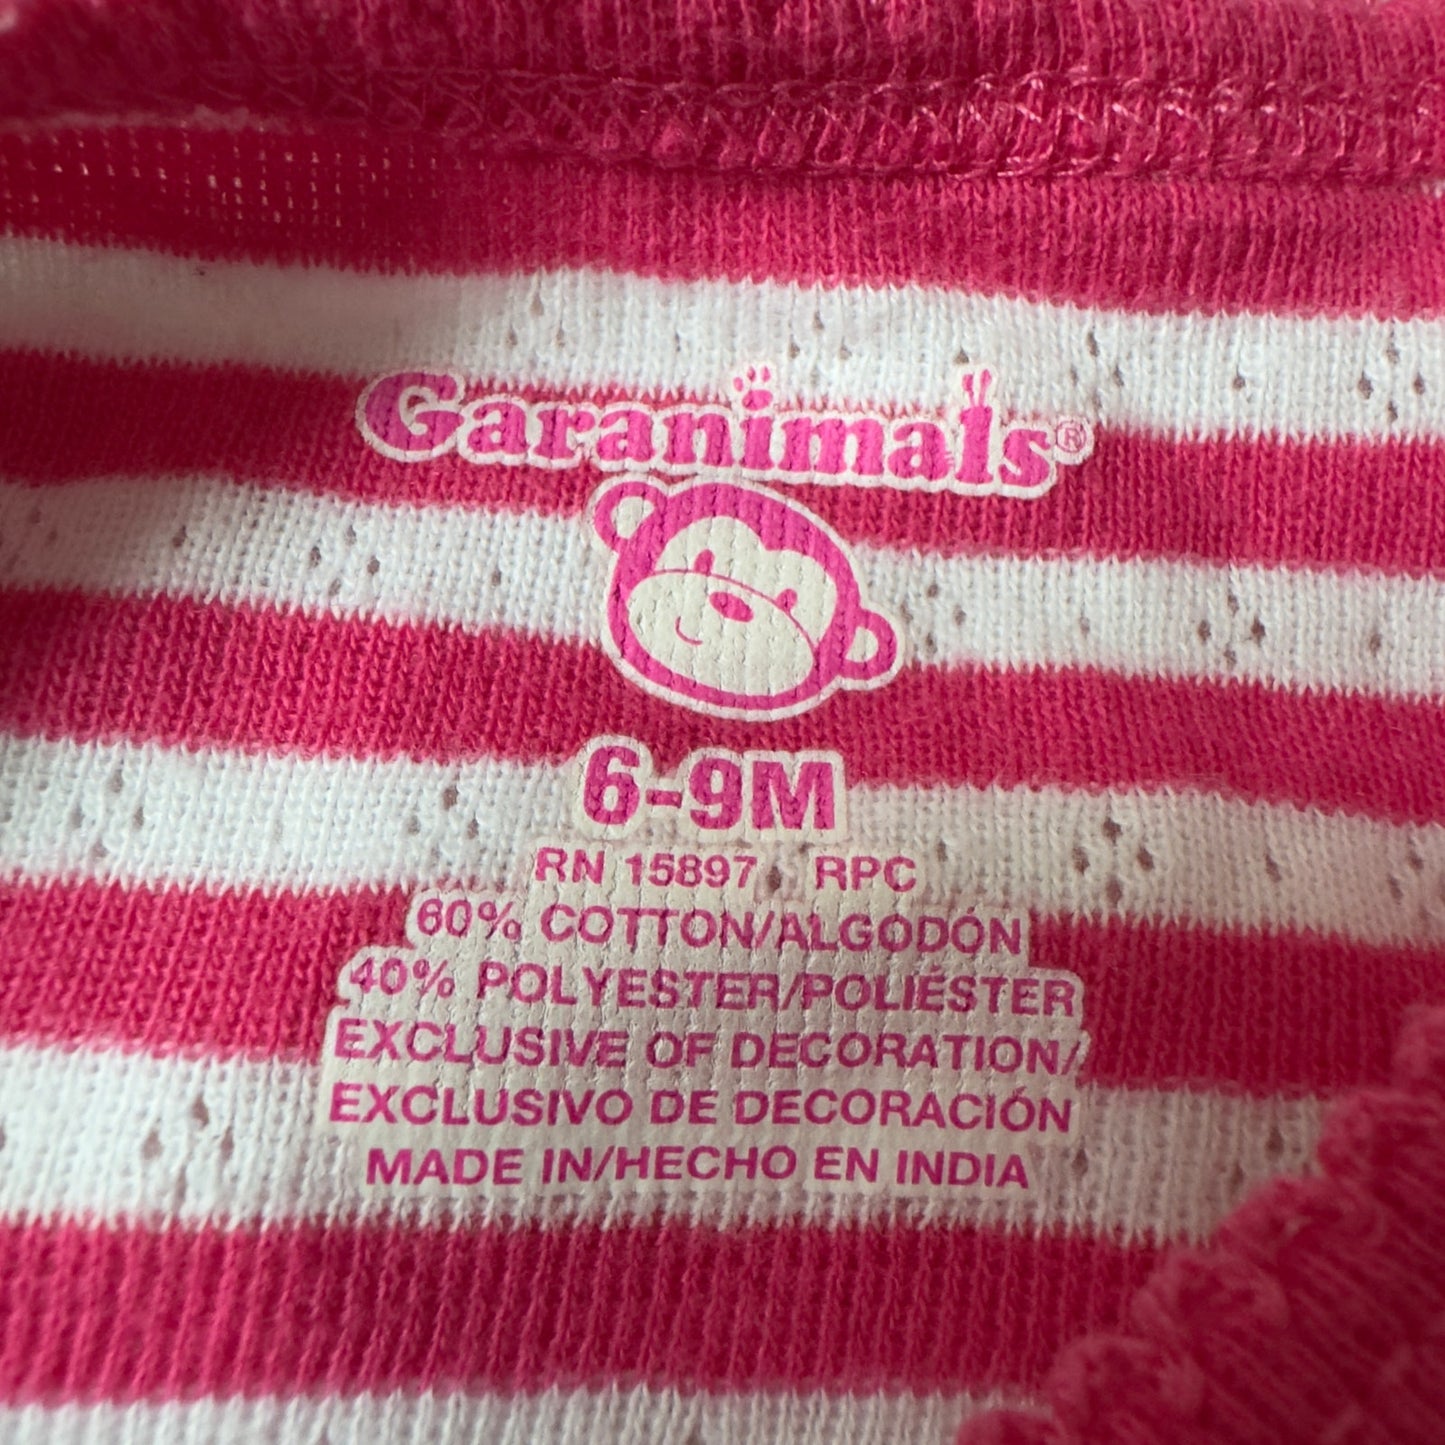 Garanimals®
6-9M
RN 15897 RPC
60% COTTON/ALGODÓN
40% POLYESTER/POLIÉSTER
EXCLUSIVE OF DECORATION/
EXCLUSIVO DE DECORACIÓN
MADE IN/HECHO EN INDIA